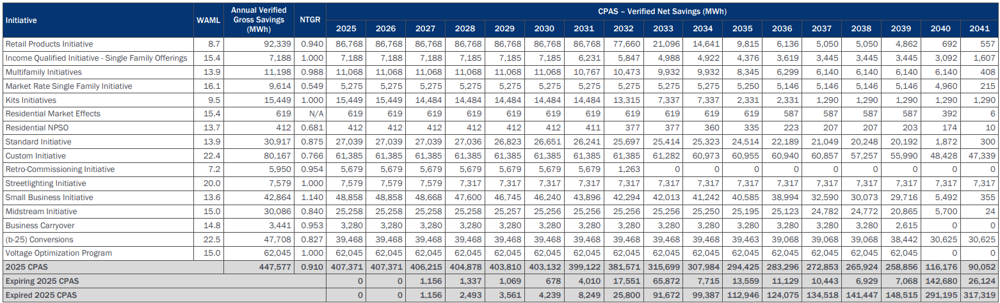 Initiative WAML Annual Verified Gross Savings (MWh) NTGR CPAS – Verified Net Savings (MWh)
2025 2026 2027 2028 2029 2030 2031 2032 2033 2034 2035 2036 2037 2038 2039 2040 2041
Retail Products Initiative 8.7 92,339 0.940 86,768 86,768 86,768 86,768 86,768 86,768 86,768 77,660 21,096 14,641 9,815 6,136 5,050 5,050 4,862 692 557
Income Qualified Initiative - Single Family Offerings 15.4 7,188 1.000 7,188 7,188 7,185 7,185 7,185 7,185 6,231 5,847 4,988 4,922 4,376 3,619 3,445 3,445 3,445 3,092 1,607
Multifamily Initiatives 13.9 11,198 0.988 11,068 11,068 11,068 11,068 11,068 11,068 10,767 10,473 9,932 9,932 8,345 6,299 6,140 6,140 6,140 6,140 408
Market Rate Single Family Initiative 16.1 9,614 0.549 5,275 5,275 5,275 5,275 5,275 5,275 5,275 5,275 5,275 5,275 5,250 5,146 5,146 5,146 5,146 4,960 215
Kits Initiatives 9.5 15,449 1.000 15,449 15,449 14,484 14,484 14,484 14,484 14,484 13,315 7,337 7,337 2,331 2,331 1,290 1,290 1,290 1,290 1,290
Residential Market Effects 15.4 619 N/A 619 619 619 619 619 619 619 619 619 619 619 587 587 587 587 392 6
Residential NPSO 13.7 412 0.681 412 412 412 412 412 412 411 377 377 360 335 223 207 207 203 174 10
Standard Initiative 13.9 30,917 0.875 27,039 27,039 27,039 27,036 26,823 26,651 26,241 25,697 25,414 25,323 24,514 22,189 21,049 20,248 20,192 1,872 300
Custom Initiative 22.4 80,167 0.766 61,385 61,385 61,385 61,385 61,385 61,385 61,385 61,385 61,282 60,973 60,955 60,940 60,857 57,257 55,990 48,428 47,339
Retro-Commissioning Initiative 7.2 5,950 0.954 5,679 5,679 5,679 5,679 5,679 5,679 5,679 1,263 0 0 0 0 0 0 0 0 0
Streetlighting Initiative 20.0 7,579 1.000 7,579 7,579 7,579 7,317 7,317 7,317 7,317 7,317 7,317 7,317 7,317 7,317 7,317 7,317 7,317 7,317 7,317
Small Business Initiative 13.6 42,864 1.140 48,858 48,858 48,668 47,600 46,745 46,240 43,896 42,294 42,013 41,242 40,585 38,994 32,590 30,073 29,716 5,492 355
Midstream Initiative 15.0 30,086 0.840 25,258 25,258 25,258 25,258 25,257 25,256 25,256 25,256 25,256 25,250 25,195 25,123 24,782 24,772 20,865 5,700 24
Business Carryover 14.8 3,441 0.953 3,280 3,280 3,280 3,280 3,280 3,280 3,280 3,280 3,280 3,280 3,280 3,280 3,280 3,280 2,615 0 0
(b-25) Conversions 22.5 47,708 0.827 39,468 39,468 39,468 39,468 39,468 39,468 39,468 39,468 39,468 39,468 39,463 39,068 39,068 39,068 38,442 30,625 30,625
Voltage Optimization Program 15.0 62,045 1.000 62,045 62,045 62,045 62,045 62,045 62,045 62,045 62,045 62,045 62,045 62,045 62,045 62,045 62,045 62,045 0 0
2025 CPAS 447,577 0.910 407,371 407,371 406,215 404,878 403,810 403,132 399,122 381,571 315,699 307,984 294,425 283,296 272,853 265,924 258,856 116,176 90,052
Expiring 2025 CPAS 0 0 1,156 1,337 1,069 678 4,010 17,551 65,872 7,715 13,559 11,129 10,443 6,929 7,068 142,680 26,124
Expired 2025 CPAS 0 0 1,156 2,493 3,561 4,239 8,249 25,800 91,672 99,387 112,946 124,075 134,518 141,447 148,515 291,195 317,319